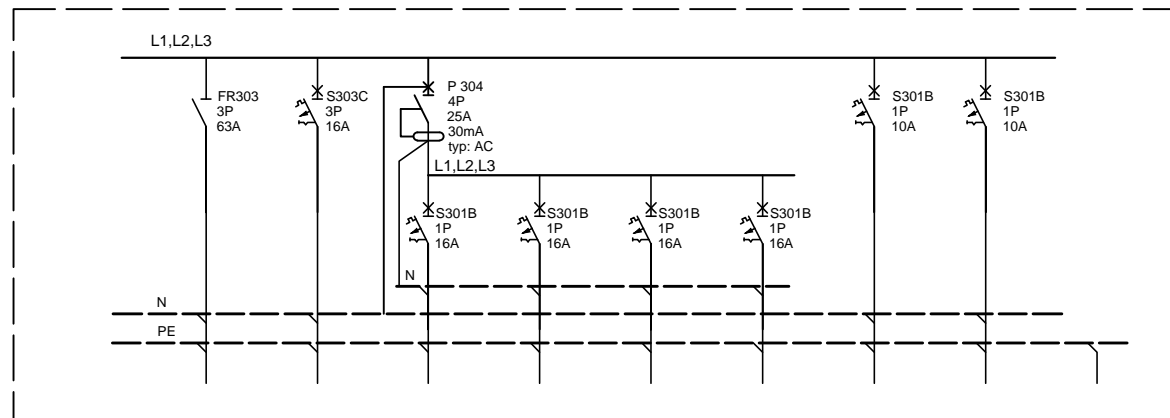 L1,L2,L3
FR303
3P
63A
S303C
3P
16A
P 304
4P
25A
30mA
typ: AC
S301B
1P
10A
S301B
1P
10A
L1,L2,L3
S301B
1P
16A
S301B
1P
16A
S301B
1P
16A
S301B
1P
16A
N
N
PE